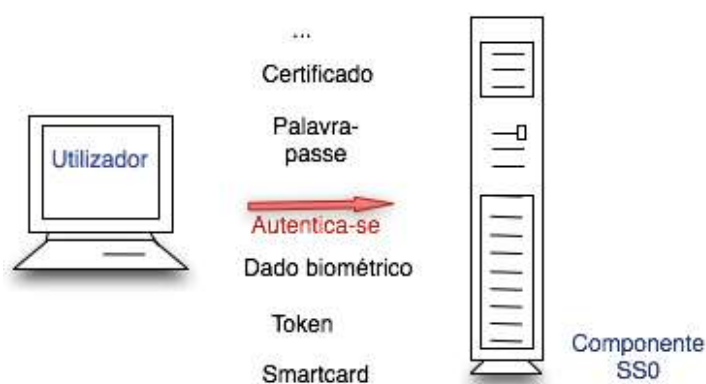 ...
Certificado
Palavra-
passe
Utilizador
Autentica-se
Dado biométrico
Token
Smartcard
Componente
SS0